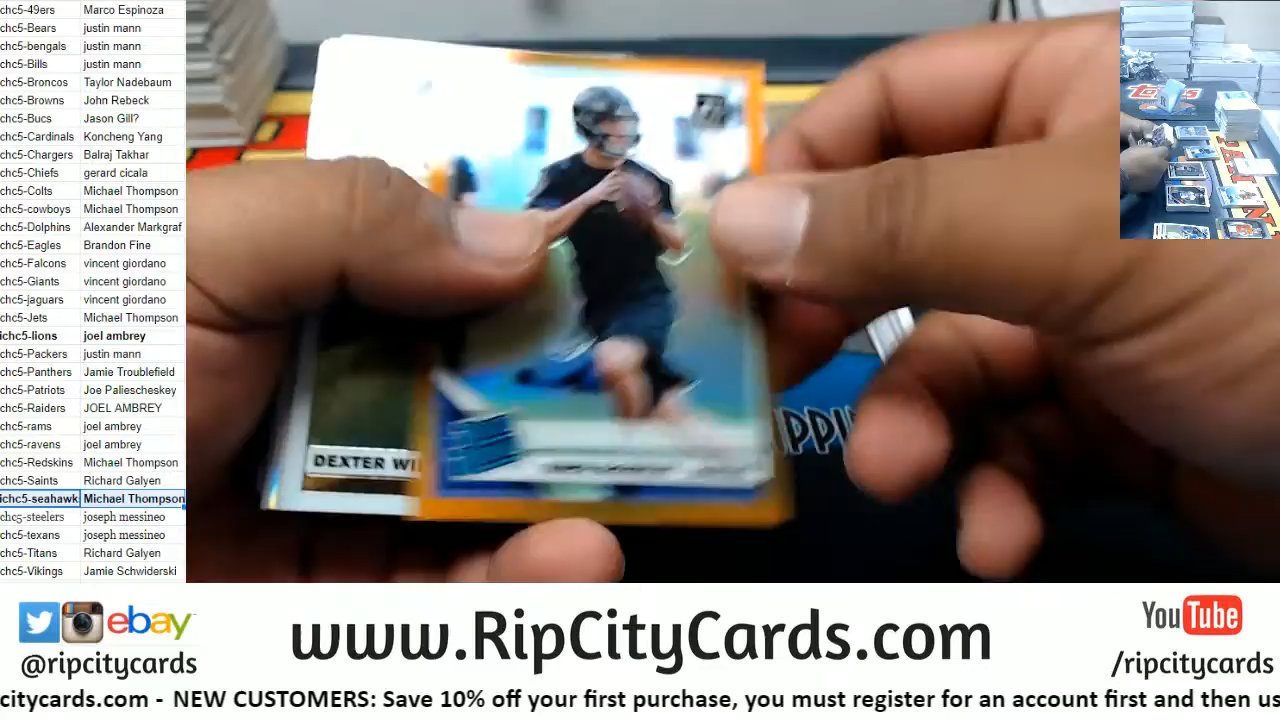 chc5-49ers Marco Espinoza
chc5-Bears justin mann
chc5-bengals justin mann
chc5-Bills justin mann
chc5-Broncos Taylor Nadebaum
chc5-Browns John Rebeck
chc5-Bucs Jason Gill?
chc5-Cardinals Koncheng Yang
chc5-Chargers Balraj Takhar
chc5-Chiefs gerard cicala
chc5-Colts Michael Thompson
chc5-cowboys Michael Thompson
chc5-Dolphins Alexander Markgraf
chc5-Eagles Brandon Fine
chc5-Falcons vincent giordano
chc5-Giants vincent giordano
chc5-jaguars vincent giordano
chc5-Jets Michael Thompson
ichc5-lions joel ambrey
chc5-Packers justin mann
chc5-Panthers Jamie Troublefield
chc5-Patriots Joe Paliescheskey
chc5-Raiders JOEL AMBREY
chc5-rams joel ambrey
chc5-ravens joel ambrey
chc5-Redskins Michael Thompson
chc5-Saints Richard Galyen
ichc5-seahawk Michael Thompson
chc5-steelers joseph messineo
chc5-texans joseph messineo
chc5-Titans Richard Galyen
chc5-Vikings Jamie Schwiderski
DEXTER WI
IPPI
Topps
ebay
@ripcitycards
www.RipCityCards.com
YouTube
/ripcitycards
citycards.com - NEW CUSTOMERS: Save 10% off your first purchase, you must register for an account first and then us